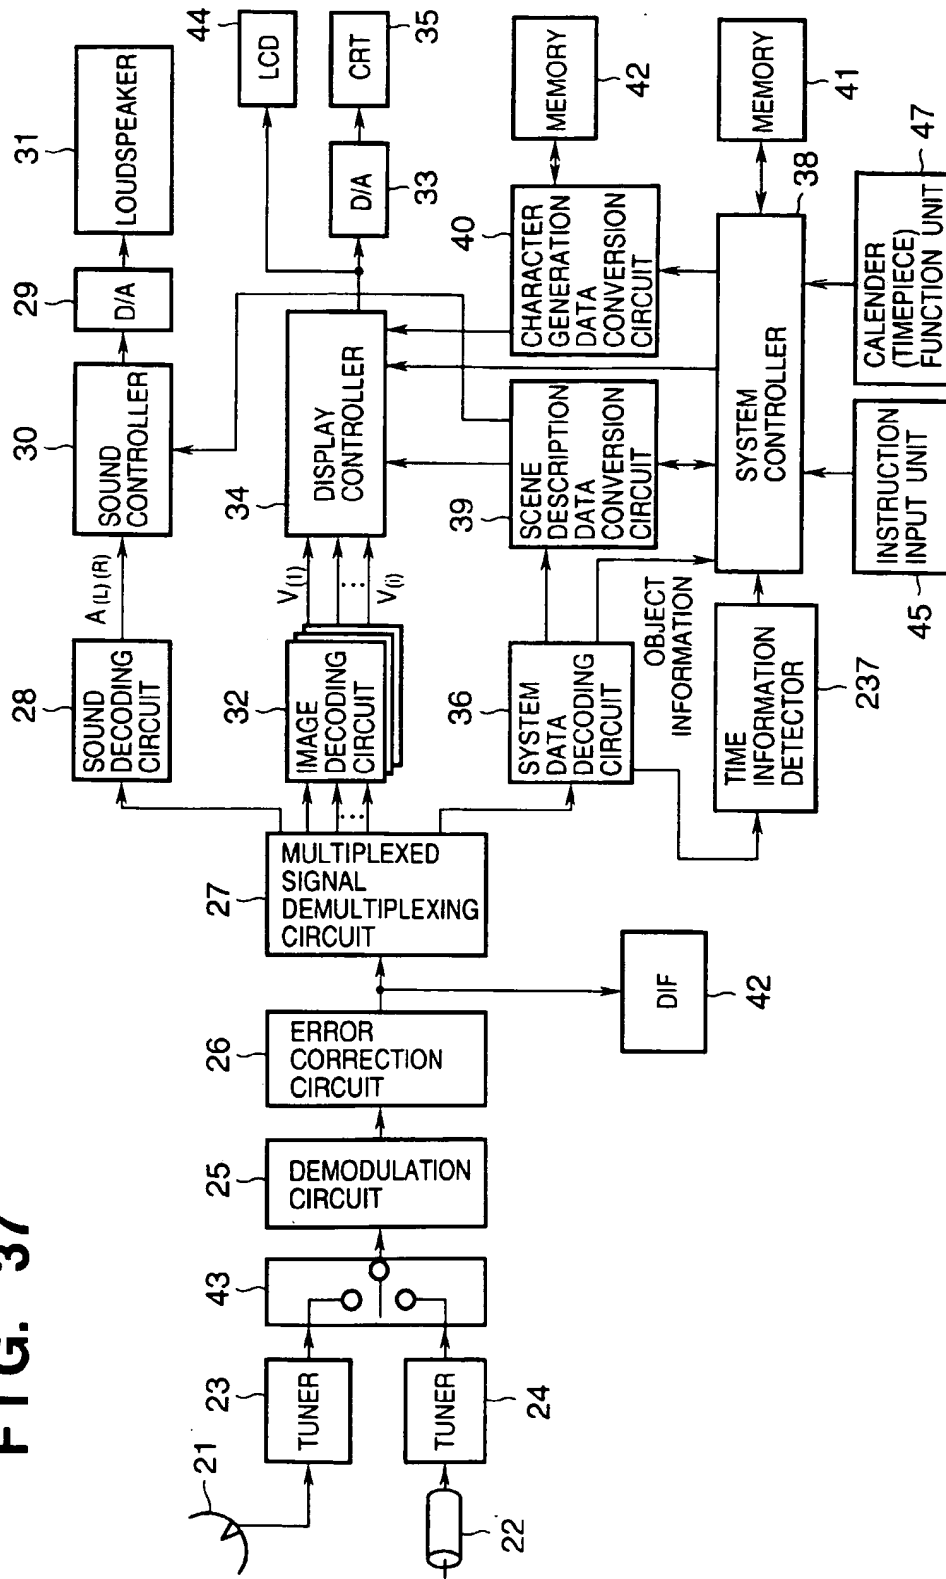 FIG. 37
21
22
23
TUNER
TUNER
24
43
25
DEMODULATION
CIRCUIT
26
ERROR
CORRECTION
CIRCUIT
DIF
42
27
MULTIPLEXED
SIGNAL
DEMULTIPLEXING
CIRCUIT
28
SOUND
DECODING
CIRCUIT
A(L)(R)
30
SOUND
CONTROLLER
29
D/A
31
LOUDSPEAKER
32
IMAGE
DECODING
CIRCUIT
V(1)
V(i)
34
DISPLAY
CONTROLLER
44
LCD
D/A
33
CRT
35
36
SYSTEM
DATA
DECODING
CIRCUIT
OBJECT
INFORMATION
39
SCENE
DESCRIPTION
DATA
CONVERSION
CIRCUIT
40
CHARACTER
GENERATION
DATA
CONVERSION
CIRCUIT
MEMORY
42
TIME
INFORMATION
DETECTOR
237
SYSTEM
CONTROLLER
38
MEMORY
41
INSTRUCTION
INPUT UNIT
45
CALENDER
(TIMEPIECE)
FUNCTION UNIT
47